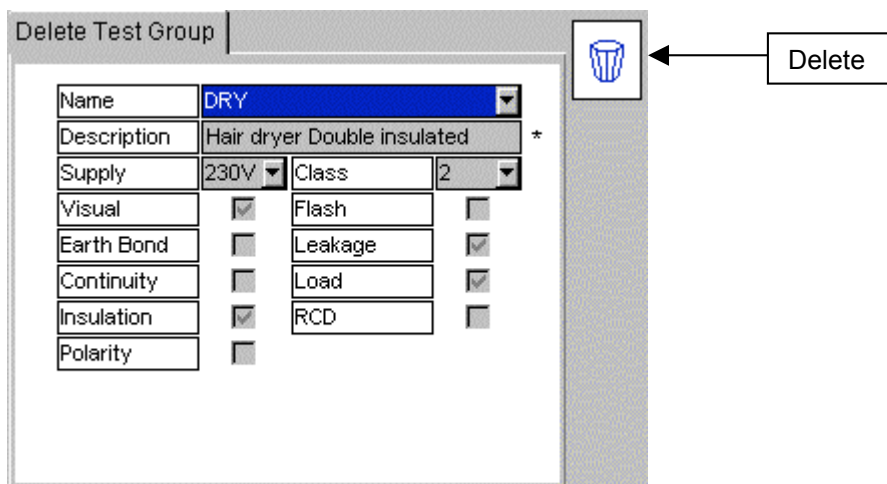 Delete Test Group
Delete
Name DRY
Description Hair dryer Double insulated *
Supply 230V Class 2
Visual Flash
Earth Bond Leakage
Continuity Load
Insulation RCD
Polarity